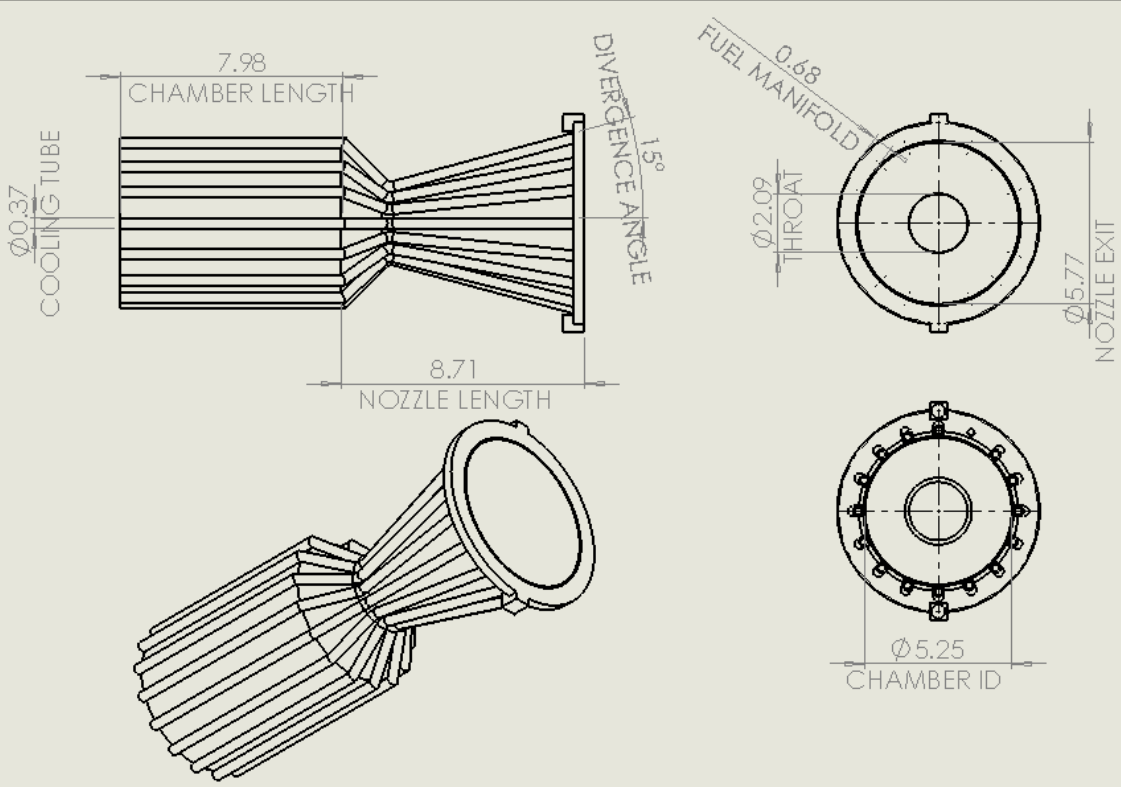 7.98
CHAMBER LENGTH
Ø0.37
COOLING TUBE
DIVERGENCE ANGLE
15°
8.71
NOZZLE LENGTH
0.68
FUEL MANIFOLD
Ø2.09
THROAT
Ø5.77
NOZZLE EXIT
Ø5.25
CHAMBER ID